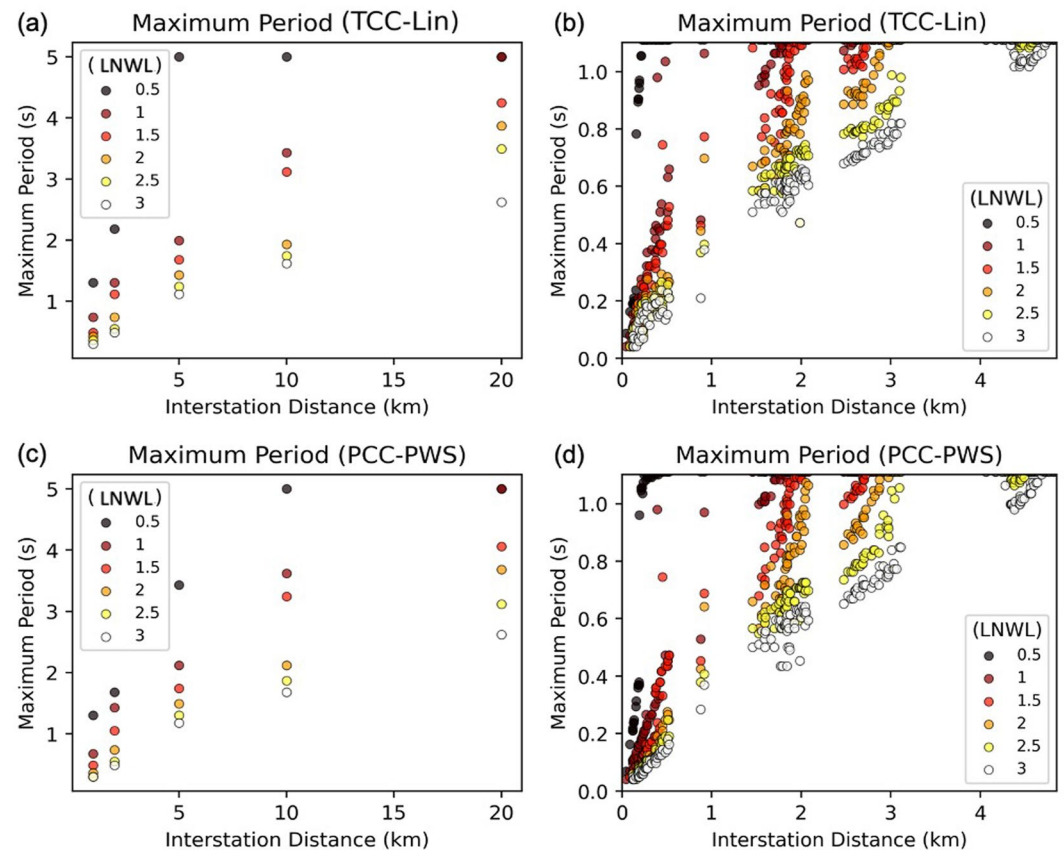 (a) Maximum Period (TCC-Lin)
Maximum Period (s)
5
4
3
2
1
(LNWL)
0.5
1
1.5
2
2.5
3
5 10 15 20
Interstation Distance (km)
(b) Maximum Period (TCC-Lin)
Maximum Period (s)
1.0
0.8
0.6
0.4
0.2
0.0
(LNWL)
0.5
1
1.5
2
2.5
3
0 1 2 3 4
Interstation Distance (km)
(c) Maximum Period (PCC-PWS)
Maximum Period (s)
5
4
3
2
1
(LNWL)
0.5
1
1.5
2
2.5
3
5 10 15 20
Interstation Distance (km)
(d) Maximum Period (PCC-PWS)
Maximum Period (s)
1.0
0.8
0.6
0.4
0.2
0.0
(LNWL)
0.5
1
1.5
2
2.5
3
0 1 2 3 4
Interstation Distance (km)